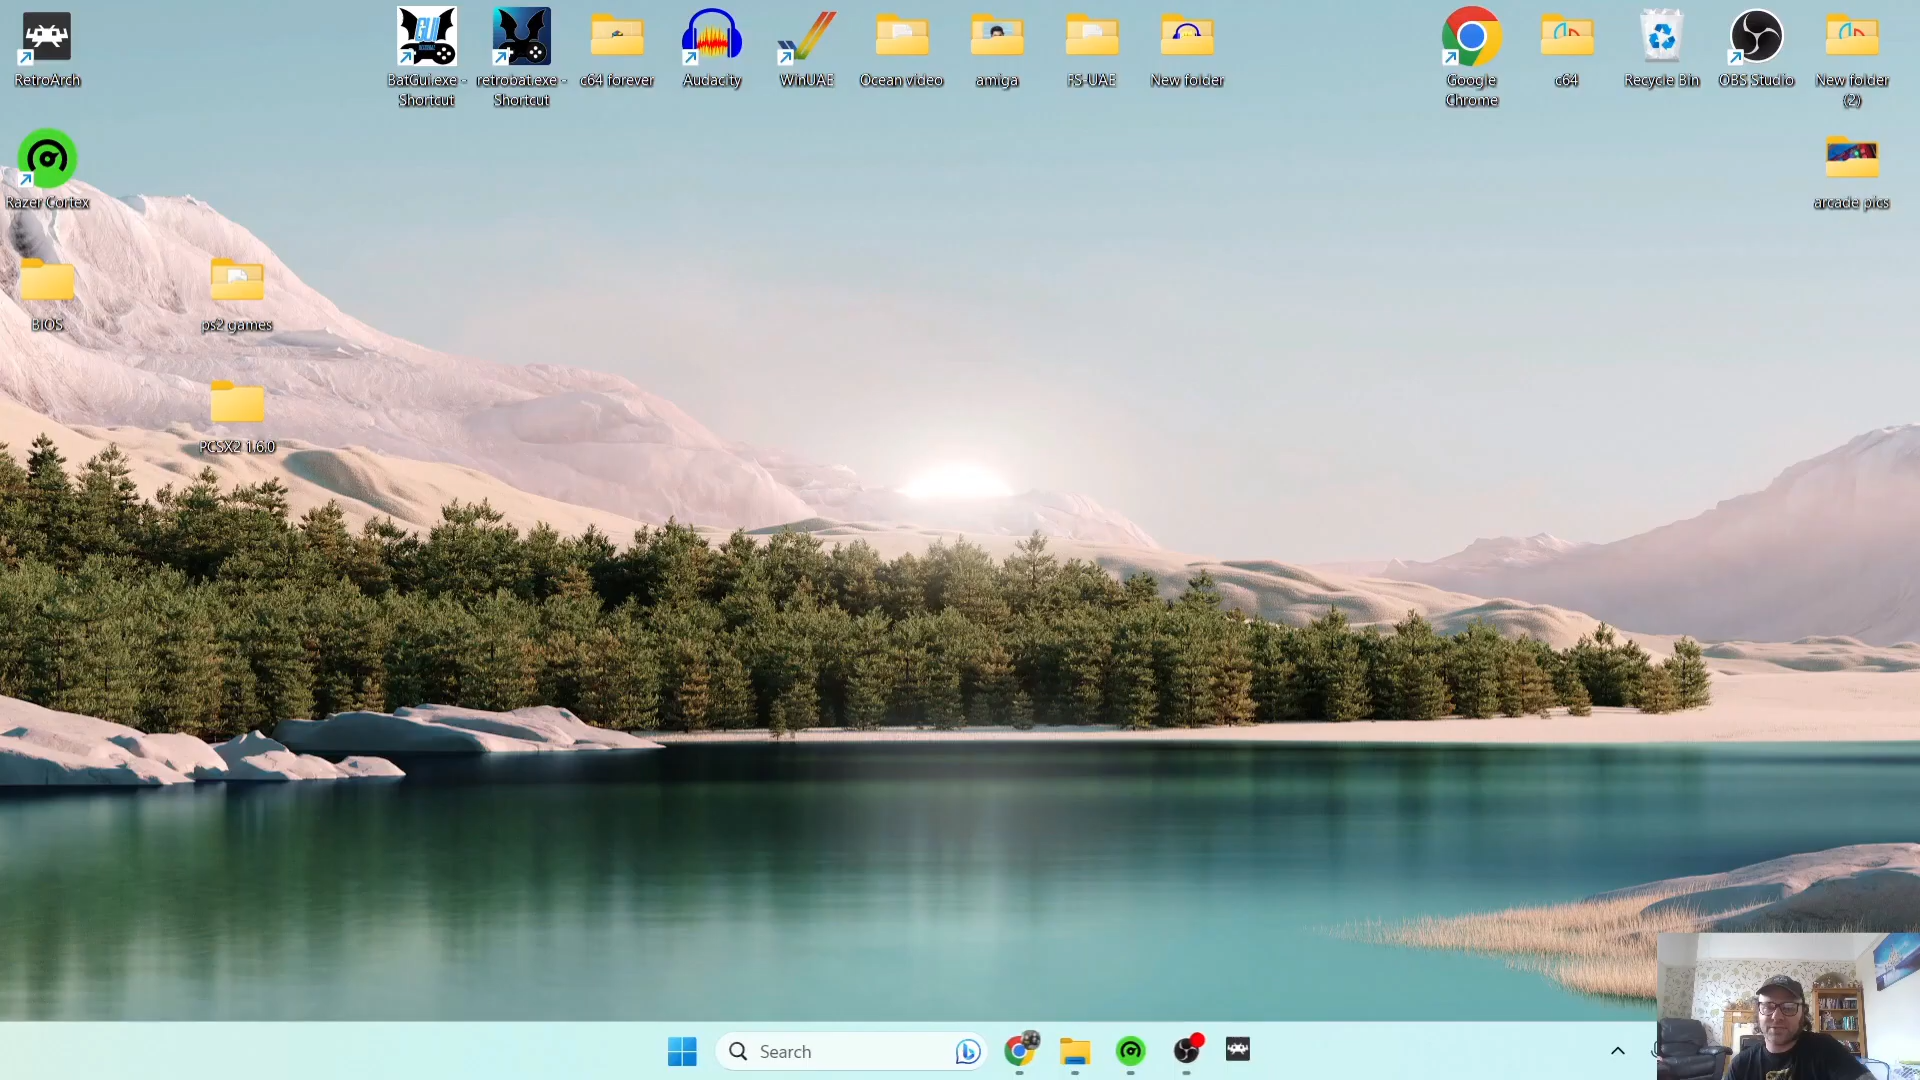 RetroArch
BatGui.exe -
Shortcut
retrobat.exe -
Shortcut
c64 forever
Audacity
WinUAE
Ocean video
amiga
FS-UAE
New folder
Google
Chrome
c64
Recycle Bin
OBS Studio
New folder
(2)
Razer Cortex
arcade pics
BIOS
ps2 games
PCSX2 1.6.0
Search